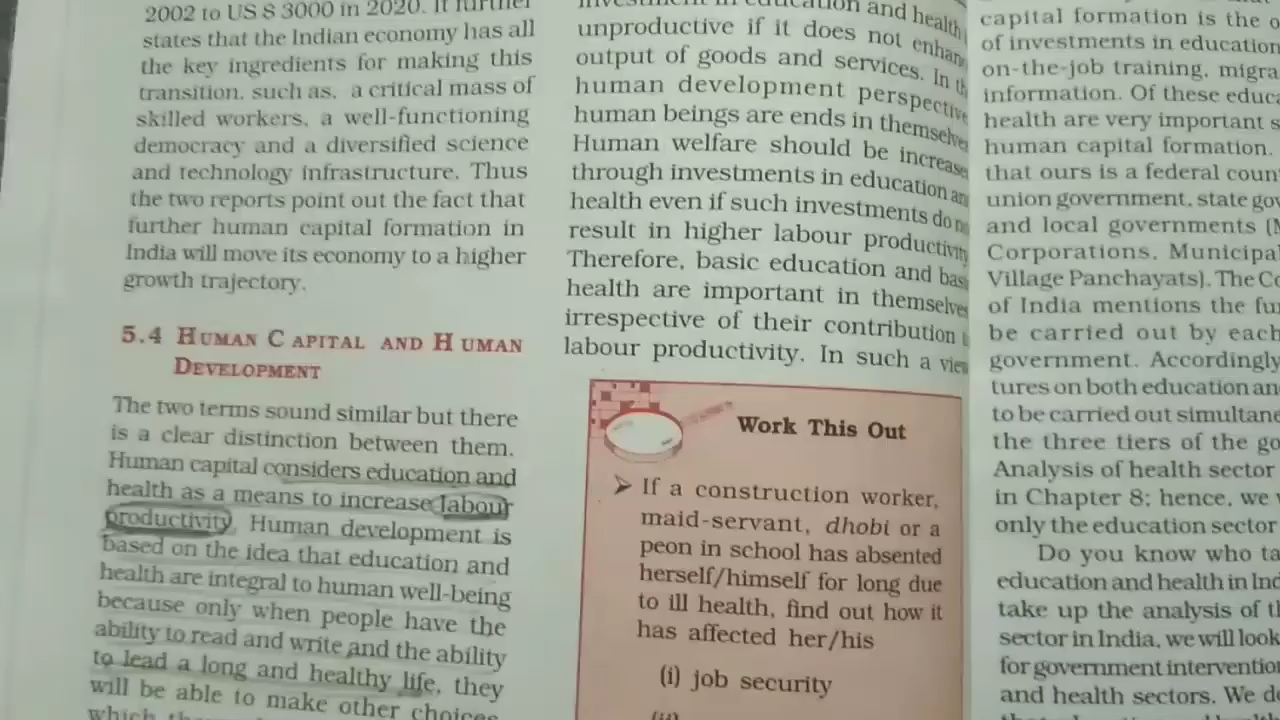 2002 to US $ 3000 in 2020. It further
states that the Indian economy has all
the key ingredients for making this
transition, such as, a critical mass of
skilled workers, a well-functioning
democracy and a diversified science
and technology infrastructure. Thus
the two reports point out the fact that
further human capital formation in
India will move its economy to a higher
growth trajectory.
5.4 HUMAN CAPITAL AND HUMAN
DEVELOPMENT
The two terms sound similar but there
is a clear distinction between them.
Human capital considers education and
health as a means to increase labour
productivity. Human development is
based on the idea that education and
health are integral to human well-being
because only when people have the
ability to read and write and the ability
to lead a long and healthy life, they
will be able to make other choices
which
investment in education and health
unproductive if it does not
output of goods and services. In
human development perspective
human beings are ends in
Human welfare should be
through investments in education
health even if such investments do
result in higher labour productivity
Therefore, basic education and
health are important in
irrespective of their contribution
labour productivity. In such a
Work This Out
➢ If a construction worker,
maid-servant, dhobi or a
peon in school has absented
herself/himself for long due
to ill health, find out how it
has affected her/his
(i) job security
capital formation is the
of investments in education
on-the-job training,
information. Of these
health are very important
human capital formation.
that ours is a federal
union government, state
and local governments
Corporations,
Village Panchayats). The
of India mentions the
be carried out by each
government. Accordingly
on both education
to be carried out
the three tiers of the
Analysis of health sector
in Chapter 8; hence, we
only the education sector
Do you know who
education and health in
take up the analysis of
sector in India, we will look
for government
and health sectors. We